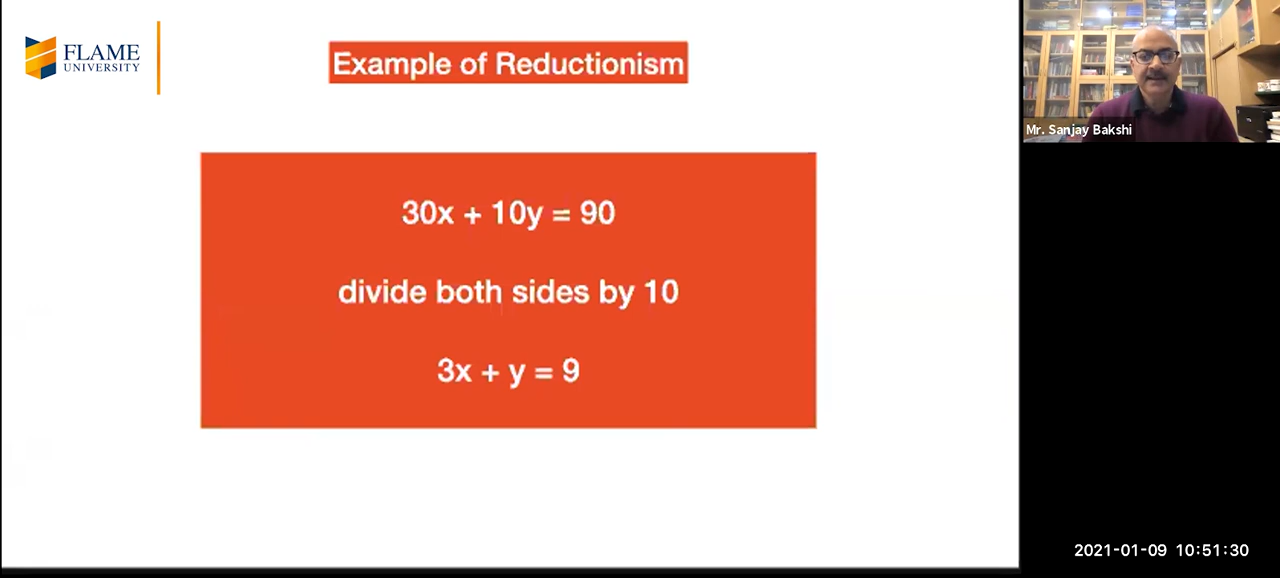 FLAME
UNIVERSITY
Example of Reductionism
30x + 10y = 90
divide both sides by 10
3x + y = 9
Mr. Sanjay Bakshi
2021-01-09 10:51:30